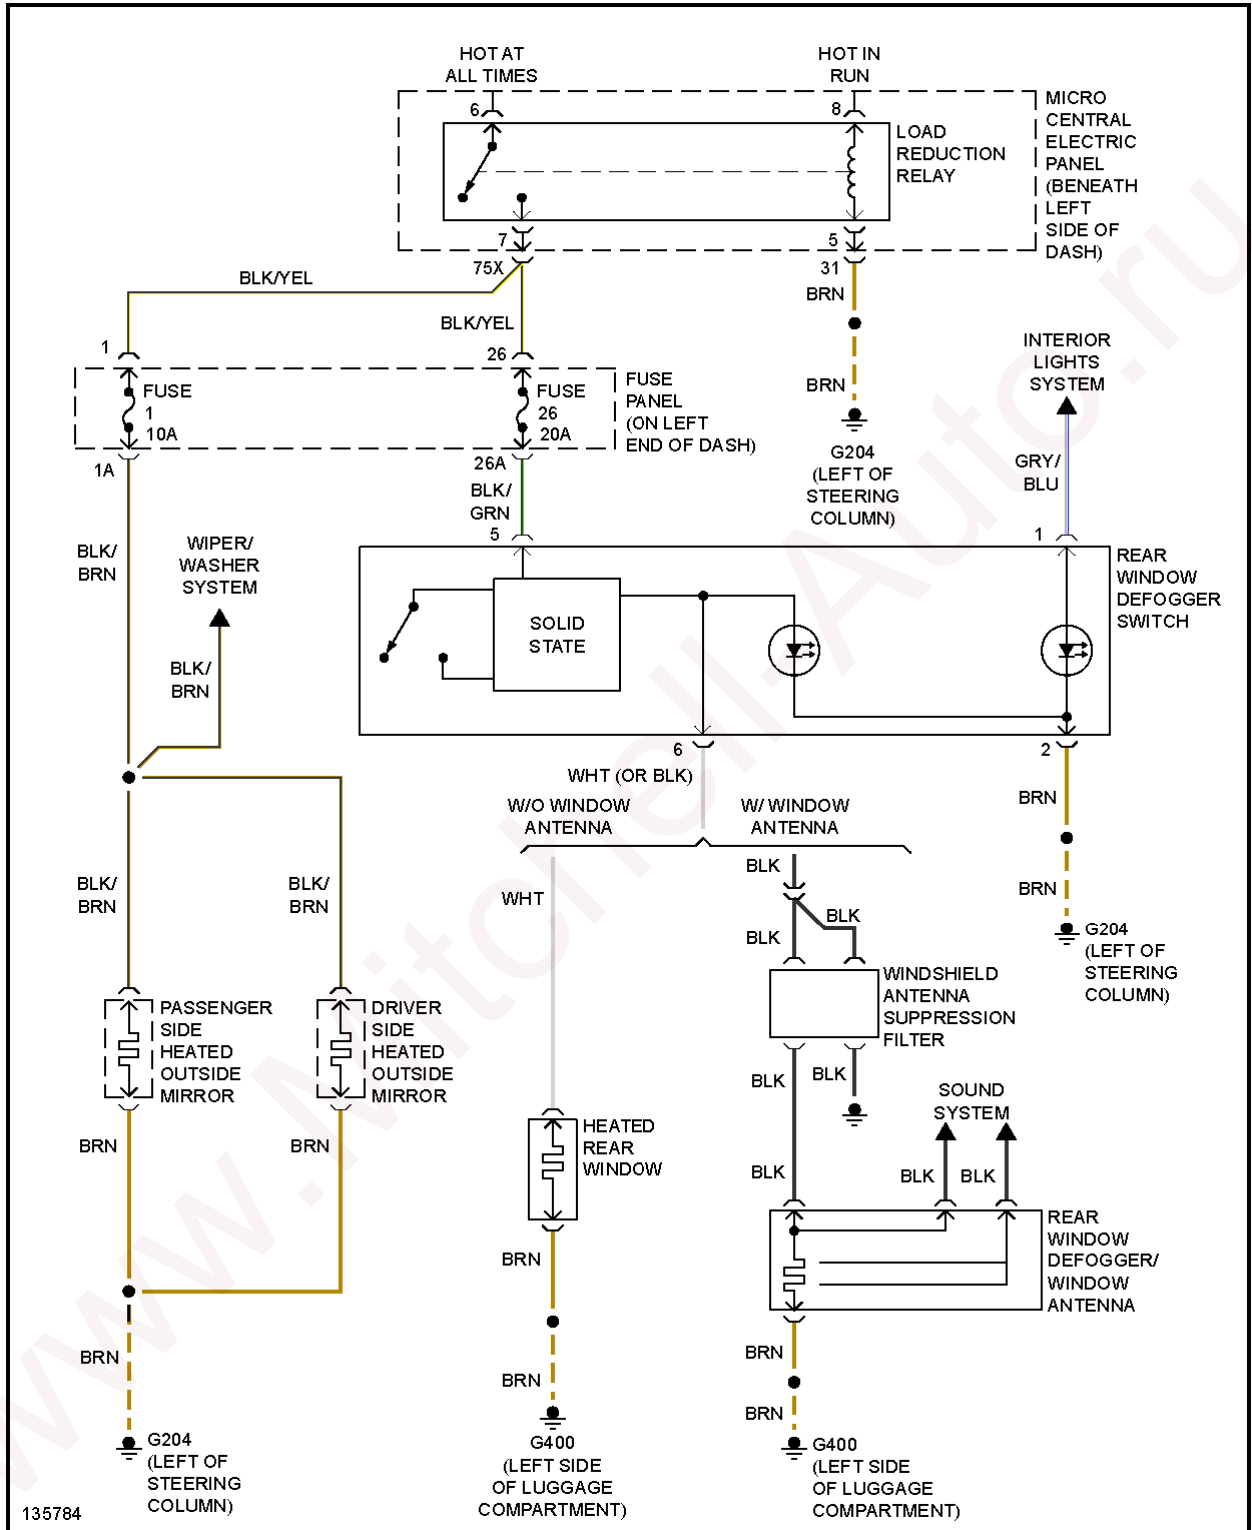 HOT AT
ALL TIMES
HOT IN
RUN
6
8
MICRO
CENTRAL
ELECTRIC
PANEL
(BENEATH
LEFT
SIDE OF
DASH)
LOAD
REDUCTION
RELAY
7
5
75X
31
BLK/YEL
BLK/YEL
BRN
BRN
G204
(LEFT OF
STEERING
COLUMN)
INTERIOR
LIGHTS
SYSTEM
GRY/
BLU
1
26
FUSE
1
10A
FUSE
26
20A
FUSE
PANEL
(ON LEFT
END OF DASH)
1A
26A
BLK/
GRN
5
1
BLK/
BRN
WIPER/
WASHER
SYSTEM
BLK/
BRN
SOLID
STATE
REAR
WINDOW
DEFOGGER
SWITCH
6
2
WHT (OR BLK)
W/O WINDOW
ANTENNA
W/ WINDOW
ANTENNA
BRN
BRN
G204
(LEFT OF
STEERING
COLUMN)
BLK/
BRN
BLK/
BRN
WHT
BLK
BLK
BLK
WINDSHIELD
ANTENNA
SUPPRESSION
FILTER
PASSENGER
SIDE
HEATED
OUTSIDE
MIRROR
DRIVER
SIDE
HEATED
OUTSIDE
MIRROR
BLK
BLK
SOUND
SYSTEM
BRN
BRN
HEATED
REAR
WINDOW
BLK
BLK
BLK
REAR
WINDOW
DEFOGGER/
WINDOW
ANTENNA
BRN
BRN
BRN
BRN
BRN
G204
(LEFT OF
STEERING
COLUMN)
G400
(LEFT SIDE
OF LUGGAGE
COMPARTMENT)
G400
(LEFT SIDE
OF LUGGAGE
COMPARTMENT)
135784
www.Mitchell-Auto.ru